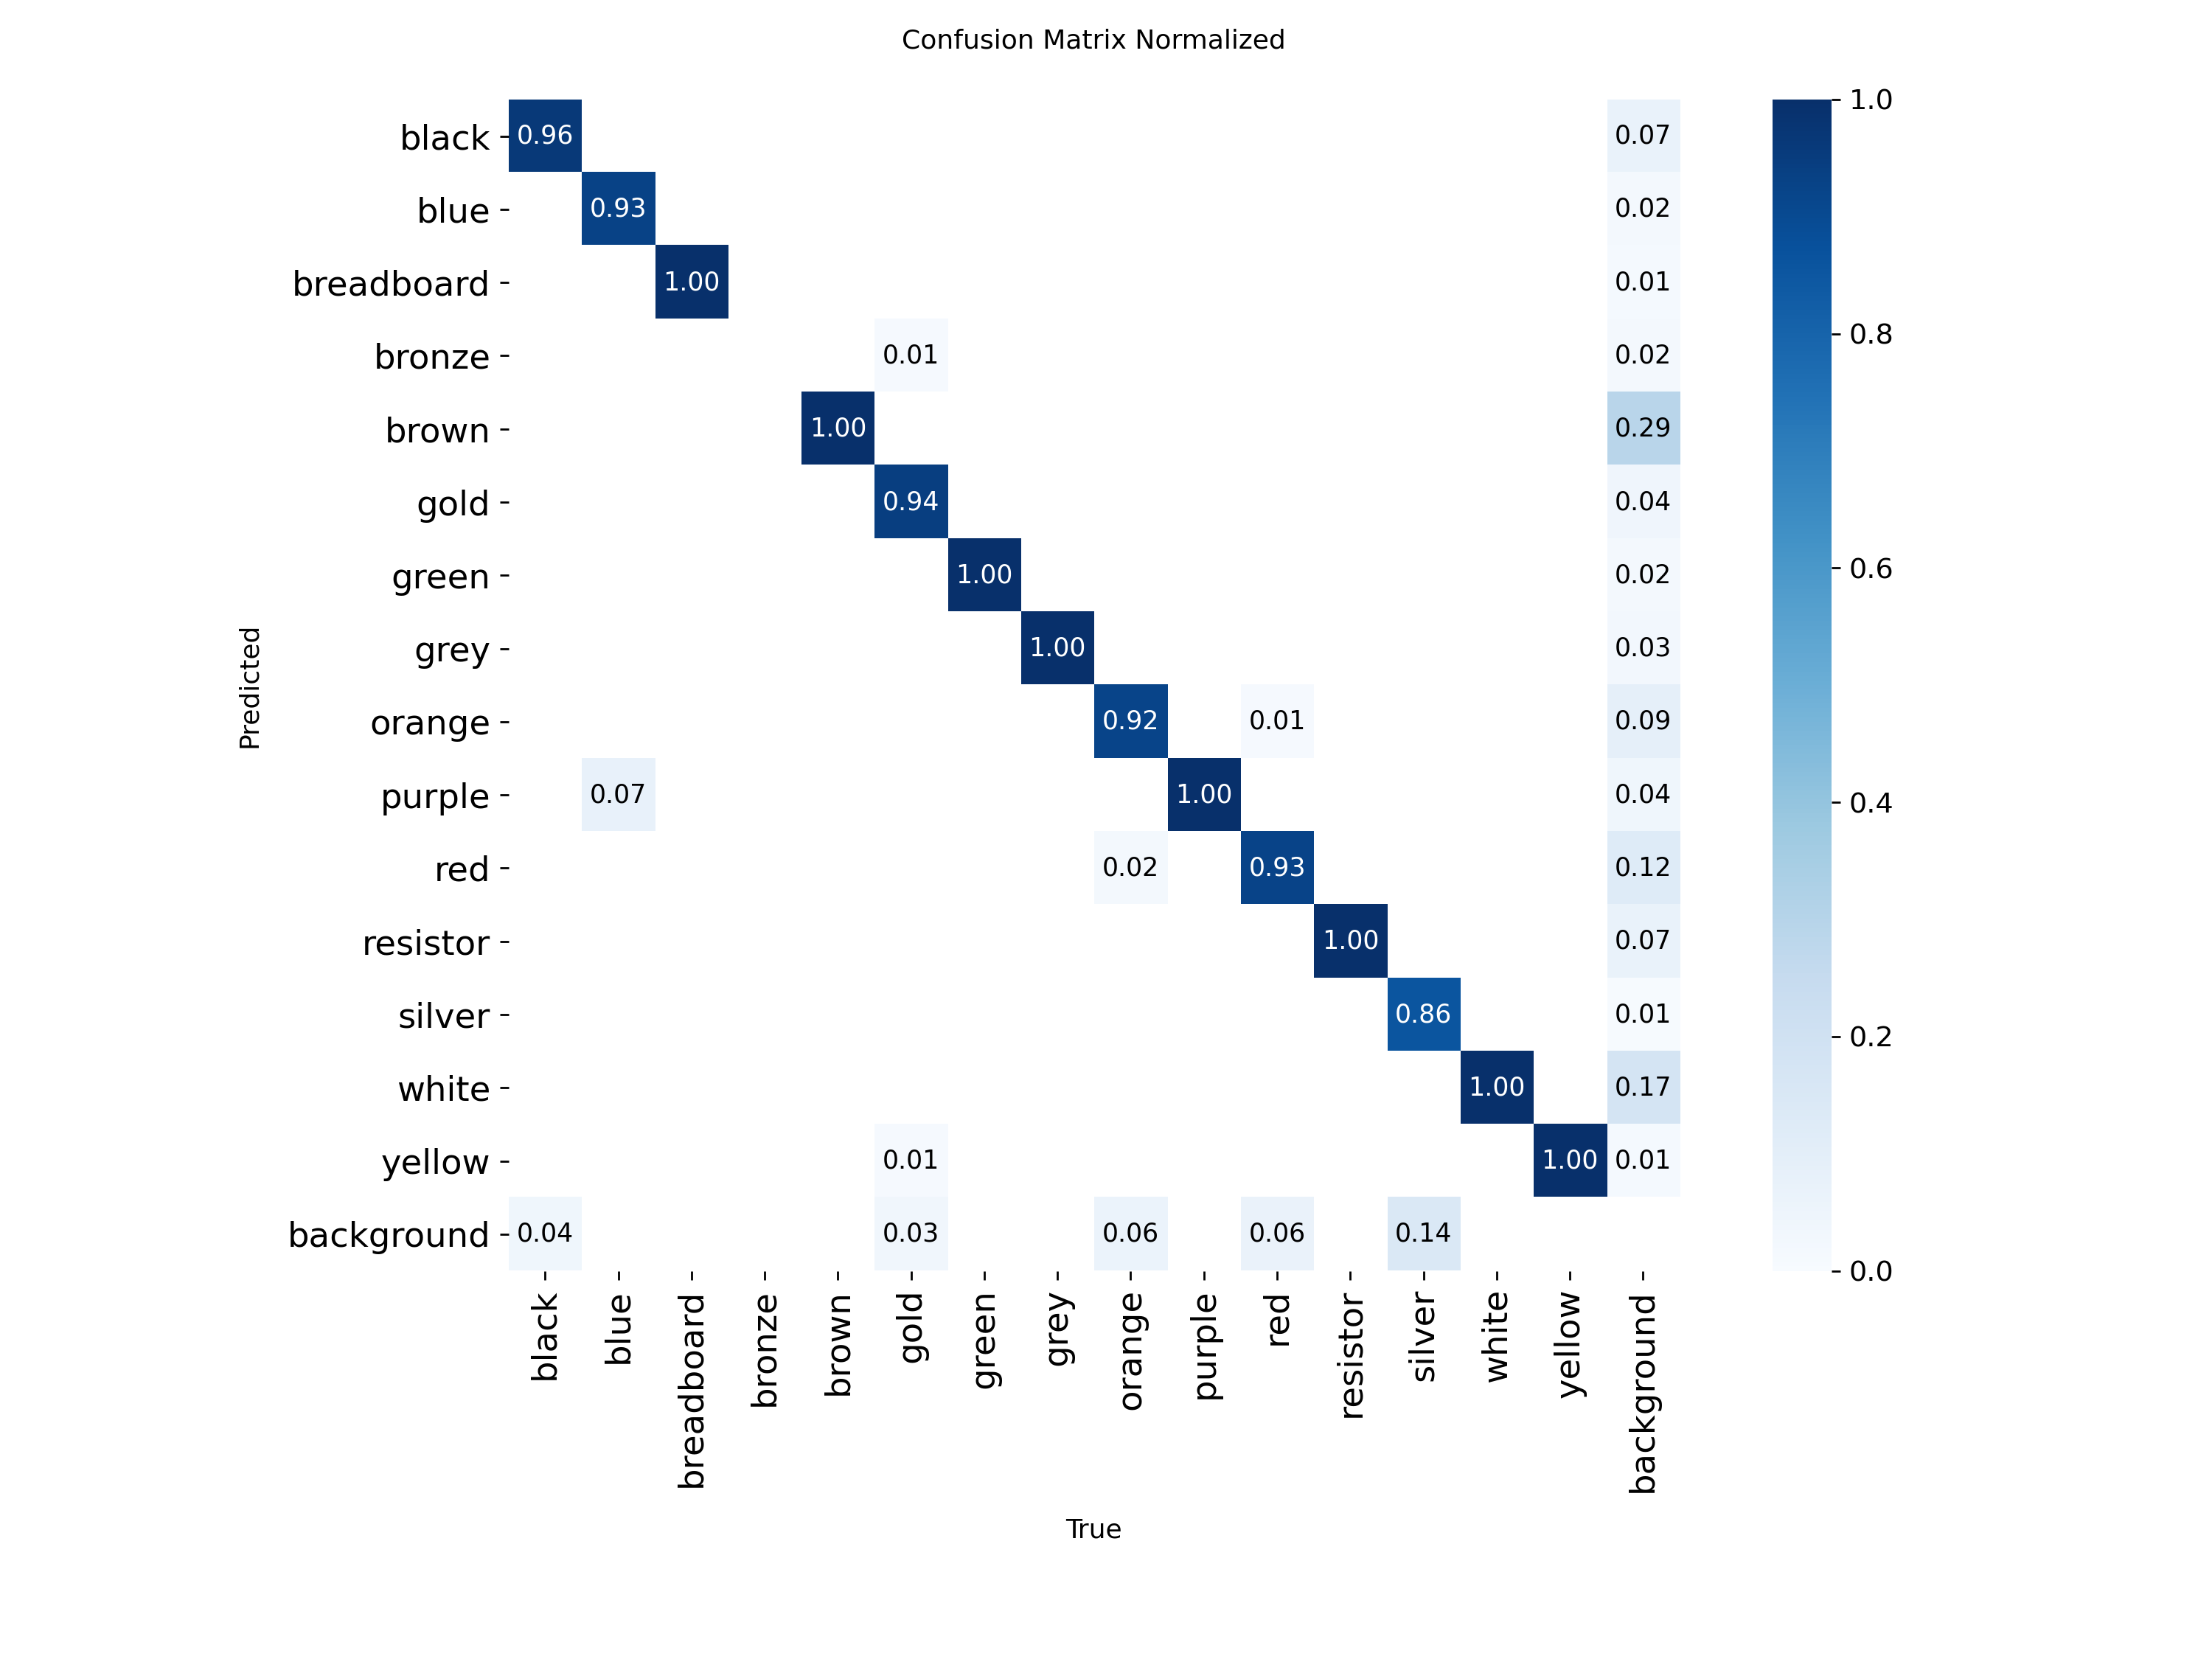 Confusion Matrix Normalized
black 0.96 0.07 1.0
blue 0.93 0.02
breadboard 1.00 0.01
0.8
bronze 0.01 0.02
brown 1.00 0.29
gold 0.94 0.04
green 1.00 0.02 0.6
grey 1.00 0.03
Predicted
orange 0.92 0.01 0.09
purple 0.07 1.00 0.04 0.4
red 0.02 0.93 0.12
resistor 1.00 0.07
silver 0.86 0.01
0.2
white 1.00 0.17
yellow 0.01 1.00 0.01
background 0.04 0.03 0.06 0.06 0.14
0.0
black blue breadboard bronze brown gold green grey orange purple red resistor silver white yellow background
True